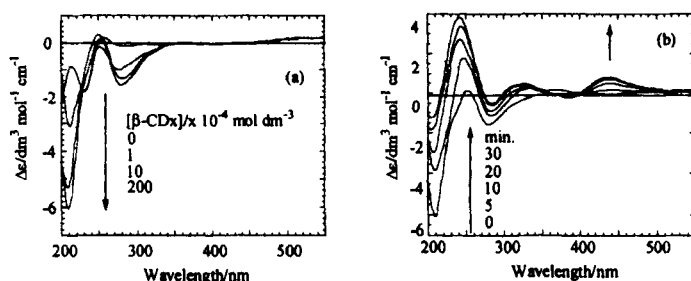 0
-2
-4
-6
Δε/dm³ mol⁻¹ cm⁻¹
(a)
[β-CDx]/x 10⁻⁴ mol dm⁻³
0
1
10
200
200 300 400 500
Wavelength/nm
4
2
0
-2
-4
-6
Δε/dm³ mol⁻¹ cm⁻¹
(b)
min.
30
20
10
5
0
200 300 400 500
Wavelength/nm